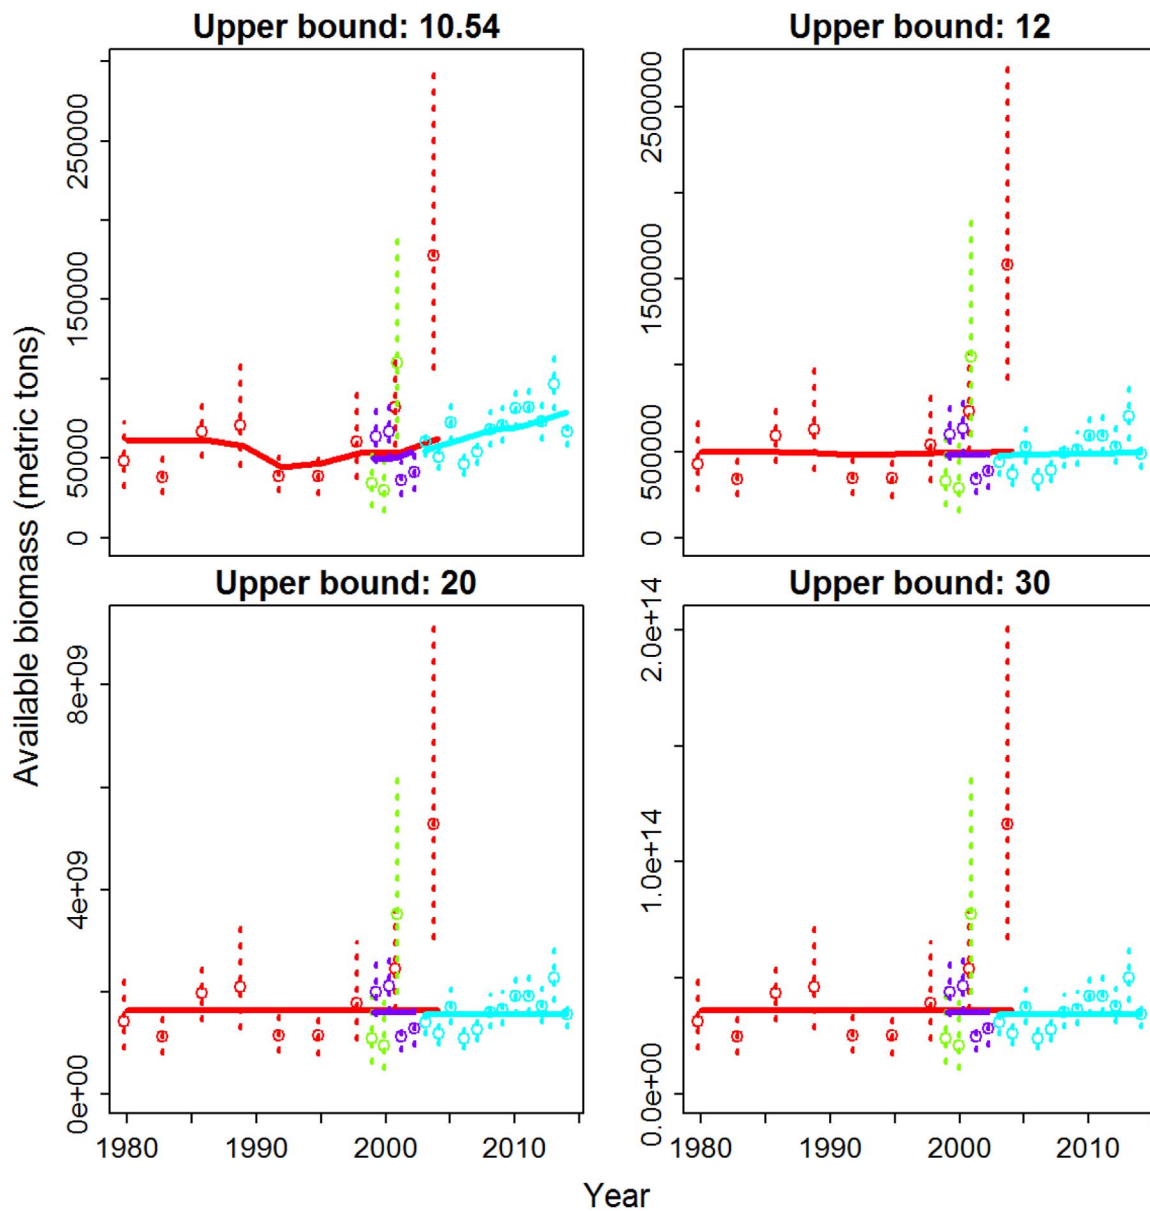 Upper bound: 10.54
Upper bound: 12
Available biomass (metric tons)
250000
150000
50000
0
2500000
1500000
500000
0
Upper bound: 20
Upper bound: 30
8e+09
4e+09
0e+00
2.0e+14
1.0e+14
0.0e+00
1980 1990 2000 2010
1980 1990 2000 2010
Year